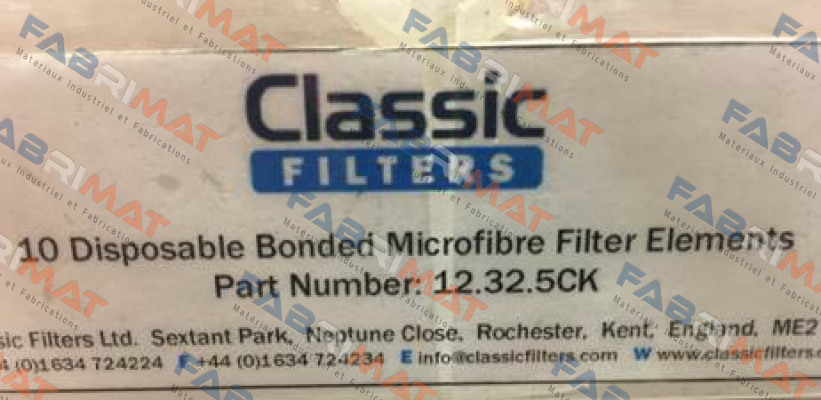 Classic
FILTERS
10 Disposable Bonded Microfibre Filter Elements
Part Number: 12.32.5CK
sic Filters Ltd. Sextant Park, Neptune Close, Rochester, Kent, England, ME2
(0)1634 724224 F +44 (0)1634 724234 E info@classicfilters.com W www.classicfilters.
FABRIMAT
Materiaux Industriel et Fabrications